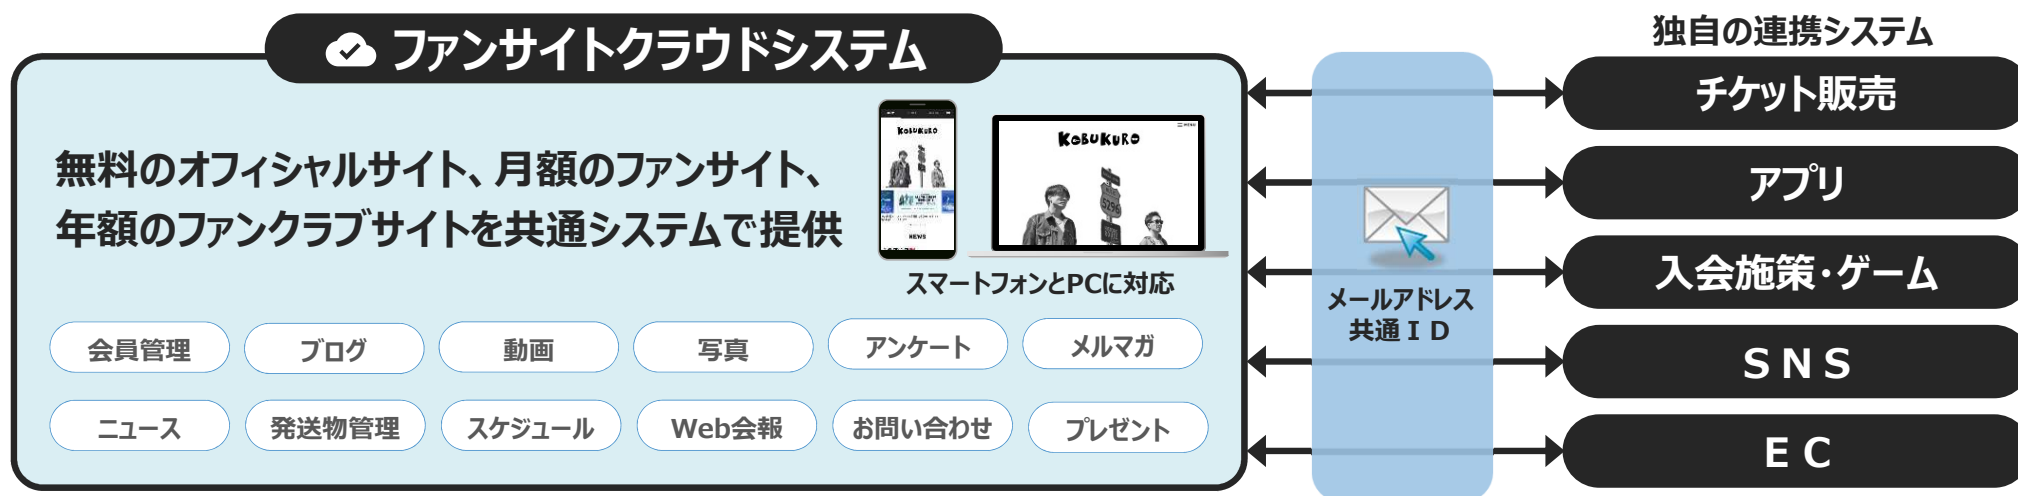 ファンサイトクラウドシステム
無料のオフィシャルサイト、月額のファンサイト、
年額のファンクラブサイトを共通システムで提供
KOBUKURO
NEWS
KOBUKURO
MENU
5296
スマートフォンとPCに対応
会員管理
ブログ
動画
写真
アンケート
メルマガ
ニュース
発送物管理
スケジュール
Web会報
お問い合わせ
プレゼント
メールアドレス
共通ＩＤ
独自の連携システム
チケット販売
アプリ
入会施策・ゲーム
ＳＮＳ
ＥＣ